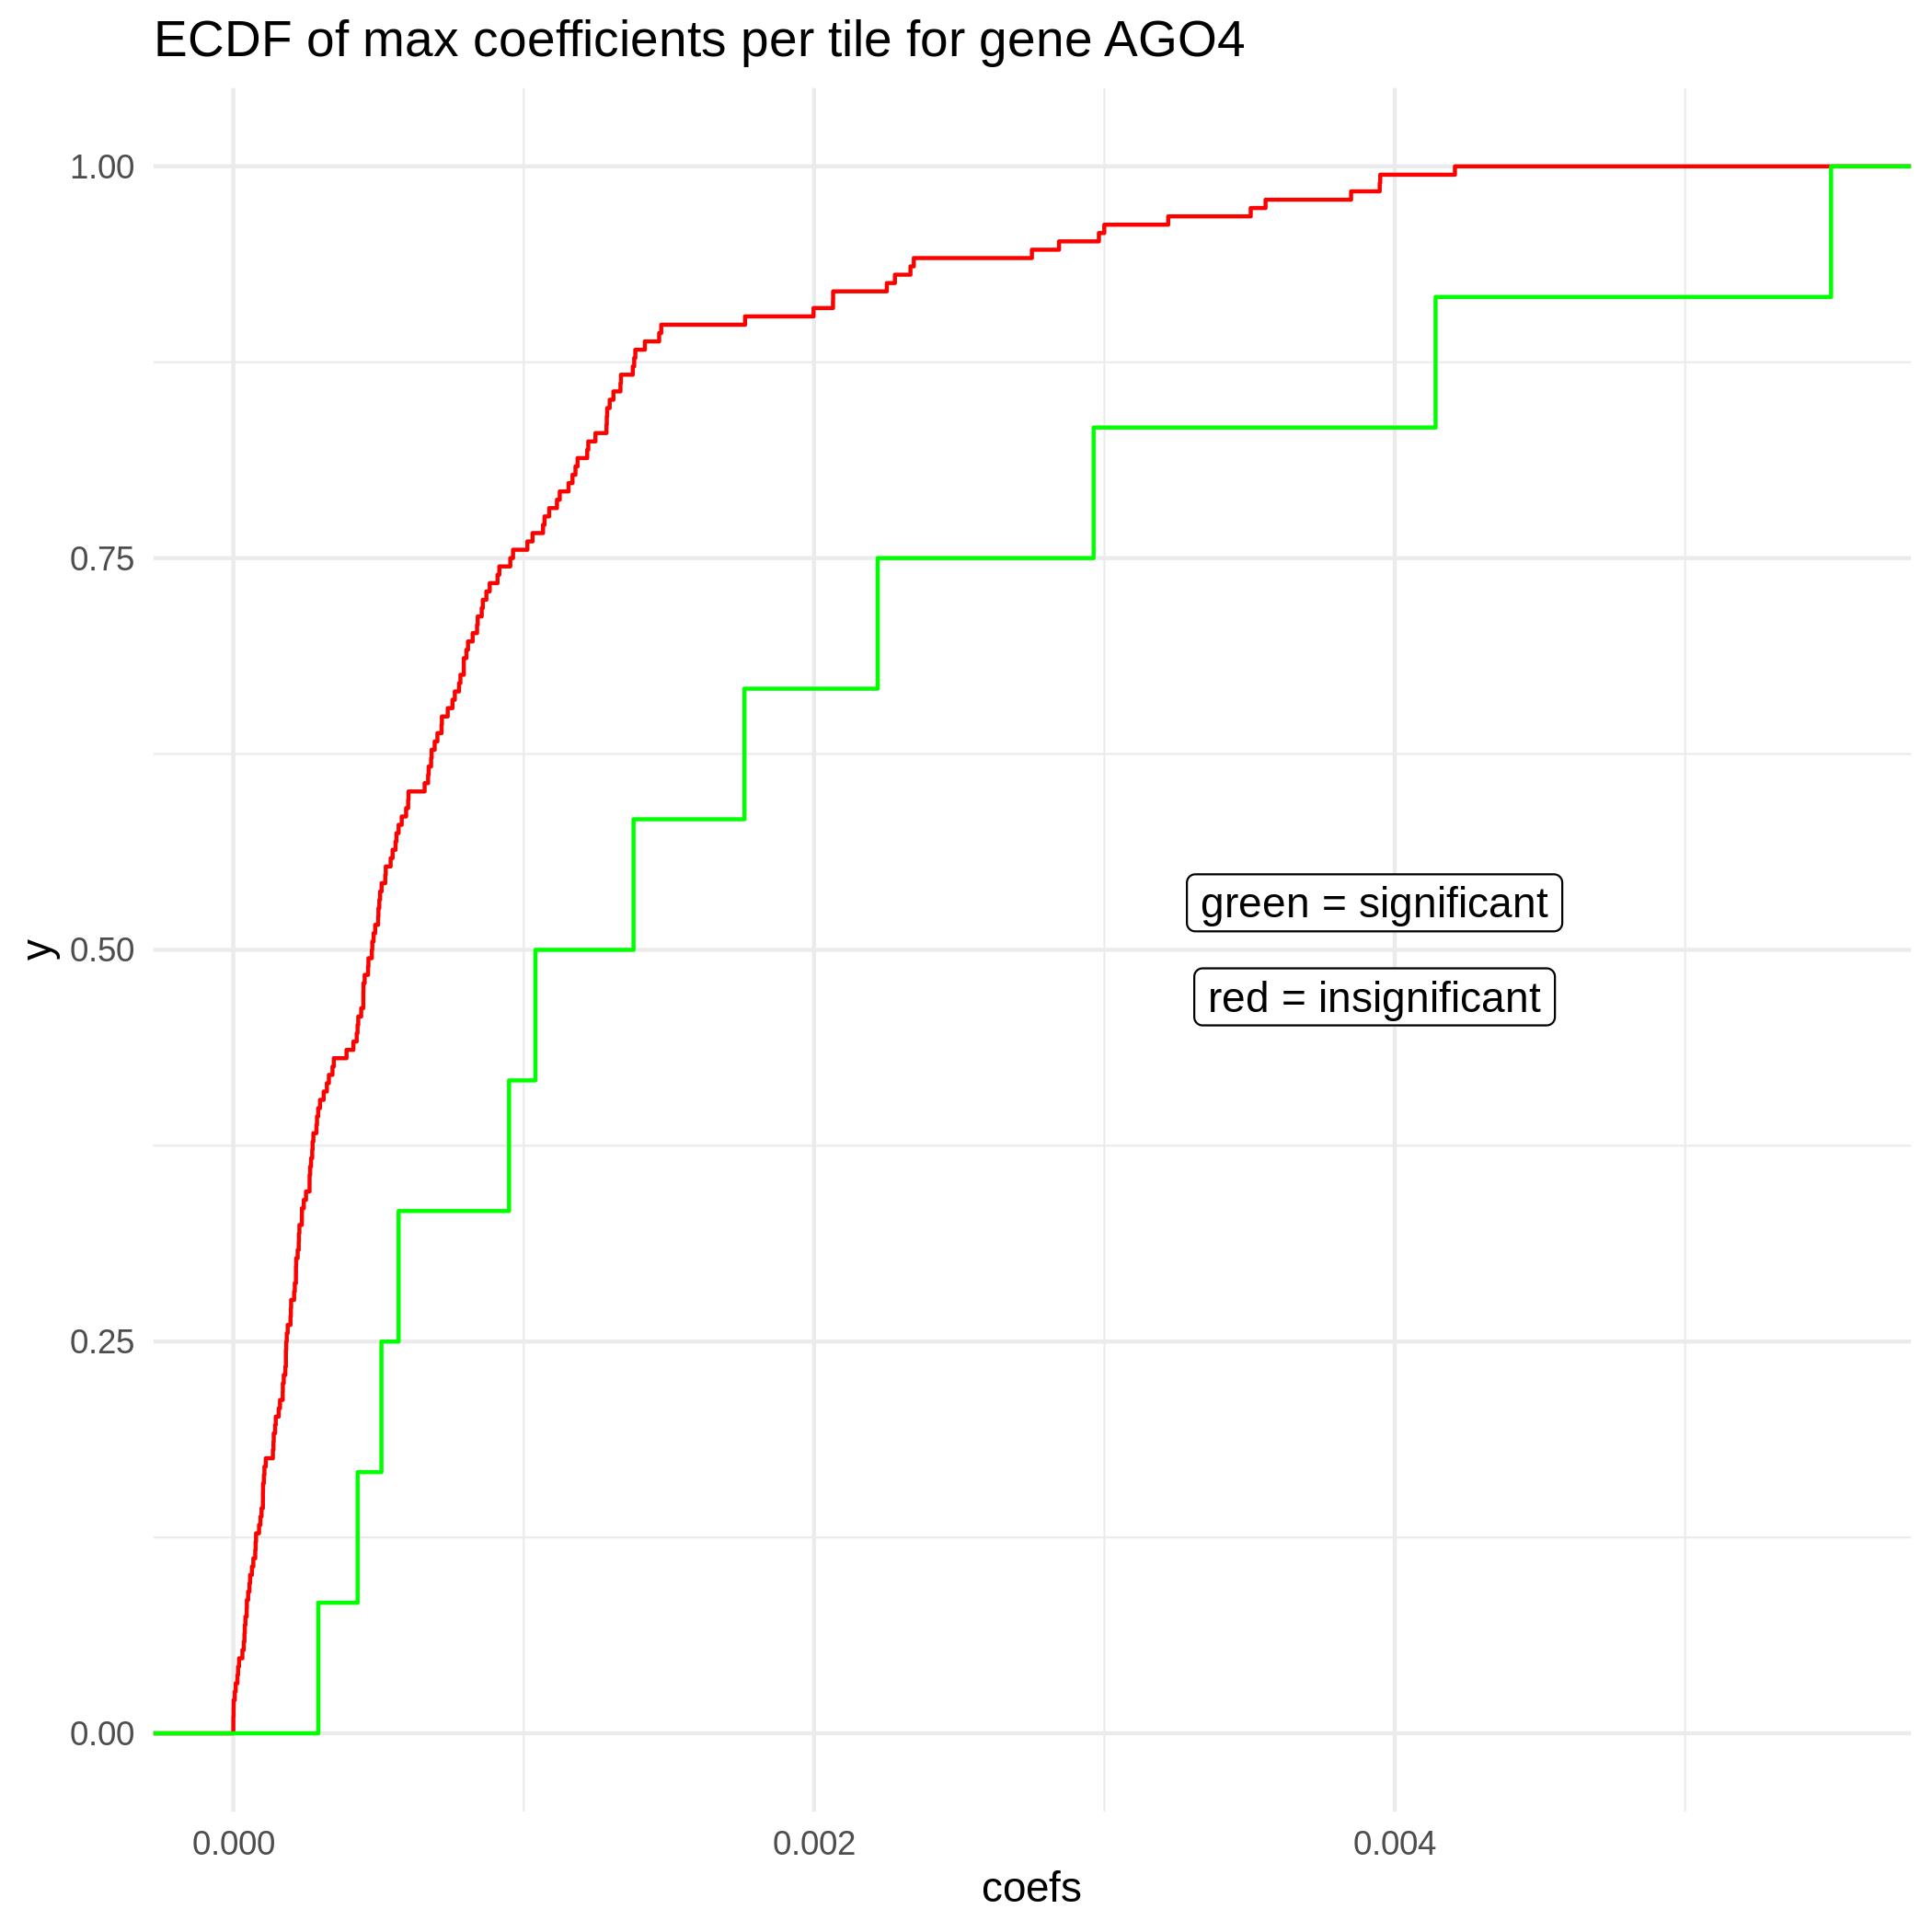 ECDF of max coefficients per tile for gene AGO4
1.00
0.75
0.50
0.25
0.00
y
green = significant
red = insignificant
0.000
0.002
0.004
coefs